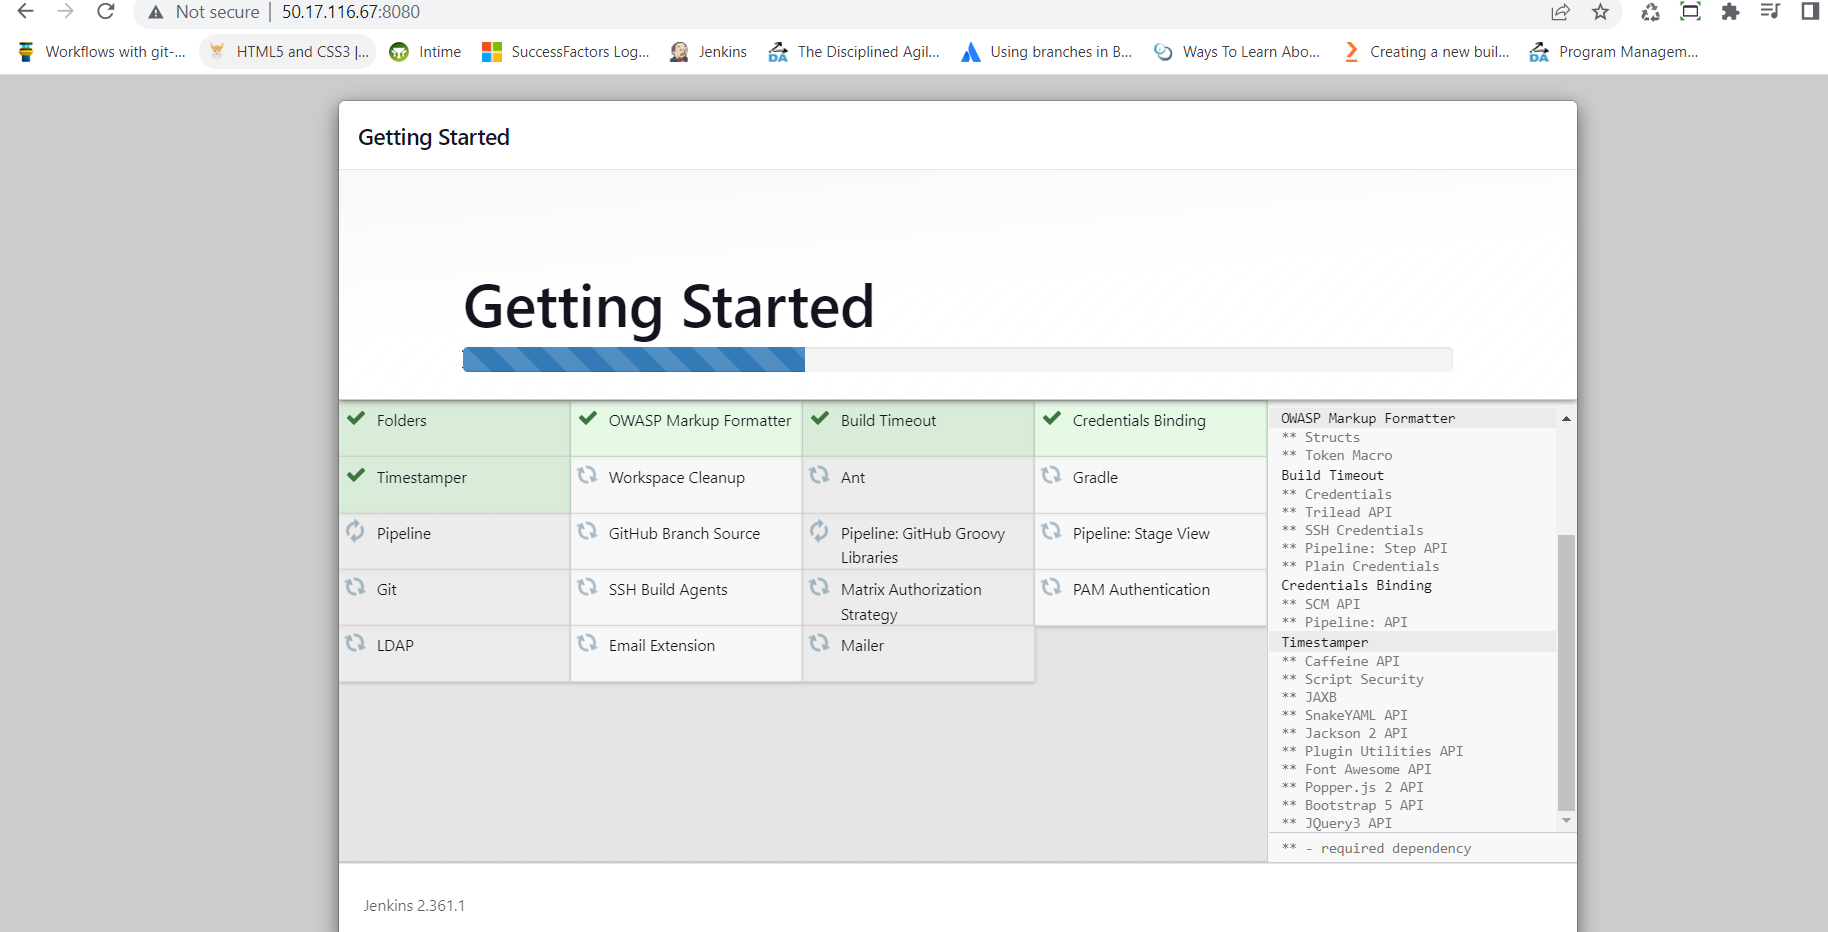 Not secure | 50.17.116.67:8080
Workflows with git-... HTML5 and CSS3 |... Intime SuccessFactors Log... Jenkins The Disciplined Agil... Using branches in B... Ways To Learn Abo... Creating a new buil... Program Managem...
Getting Started
Getting Started
Folders OWASP Markup Formatter Build Timeout Credentials Binding
Timestamper Workspace Cleanup Ant Gradle
Pipeline GitHub Branch Source Pipeline: GitHub Groovy Pipeline: Stage View
Libraries
Git SSH Build Agents Matrix Authorization PAM Authentication
Strategy
LDAP Email Extension Mailer
OWASP Markup Formatter
** Structs
** Token Macro
Build Timeout
** Credentials
** Trilead API
** SSH Credentials
** Pipeline: Step API
** Plain Credentials
Credentials Binding
** SCM API
** Pipeline: API
Timestamper
** Caffeine API
** Script Security
** JAXB
** SnakeYAML API
** Jackson 2 API
** Plugin Utilities API
** Font Awesome API
** Popper.js 2 API
** Bootstrap 5 API
** JQuery3 API
** - required dependency
Jenkins 2.361.1